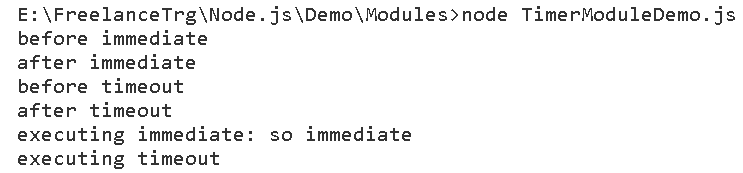 E:\FreelanceTrg\Node.js\Demo\Modules>node TimerModuleDemo.js
before immediate
after immediate
before timeout
after timeout
executing immediate: so immediate
executing timeout